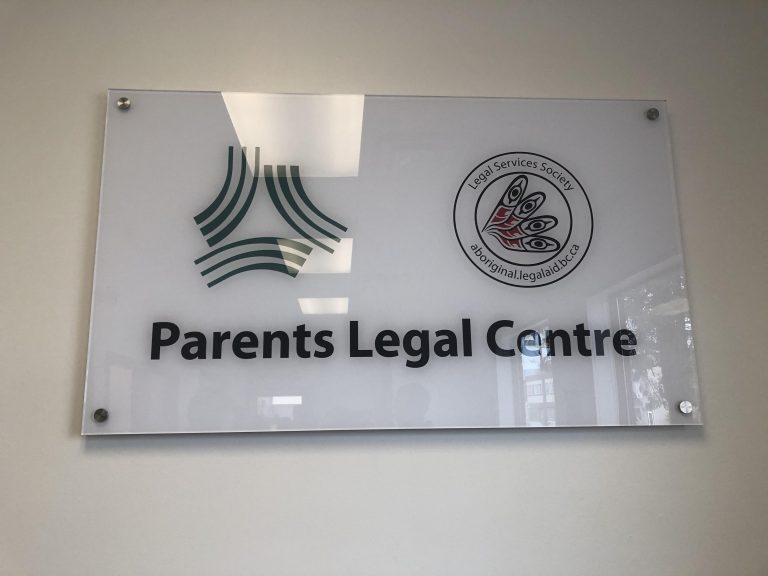 Legal Services Society
aboriginal.legalaid.bc.ca
Parents Legal Centre